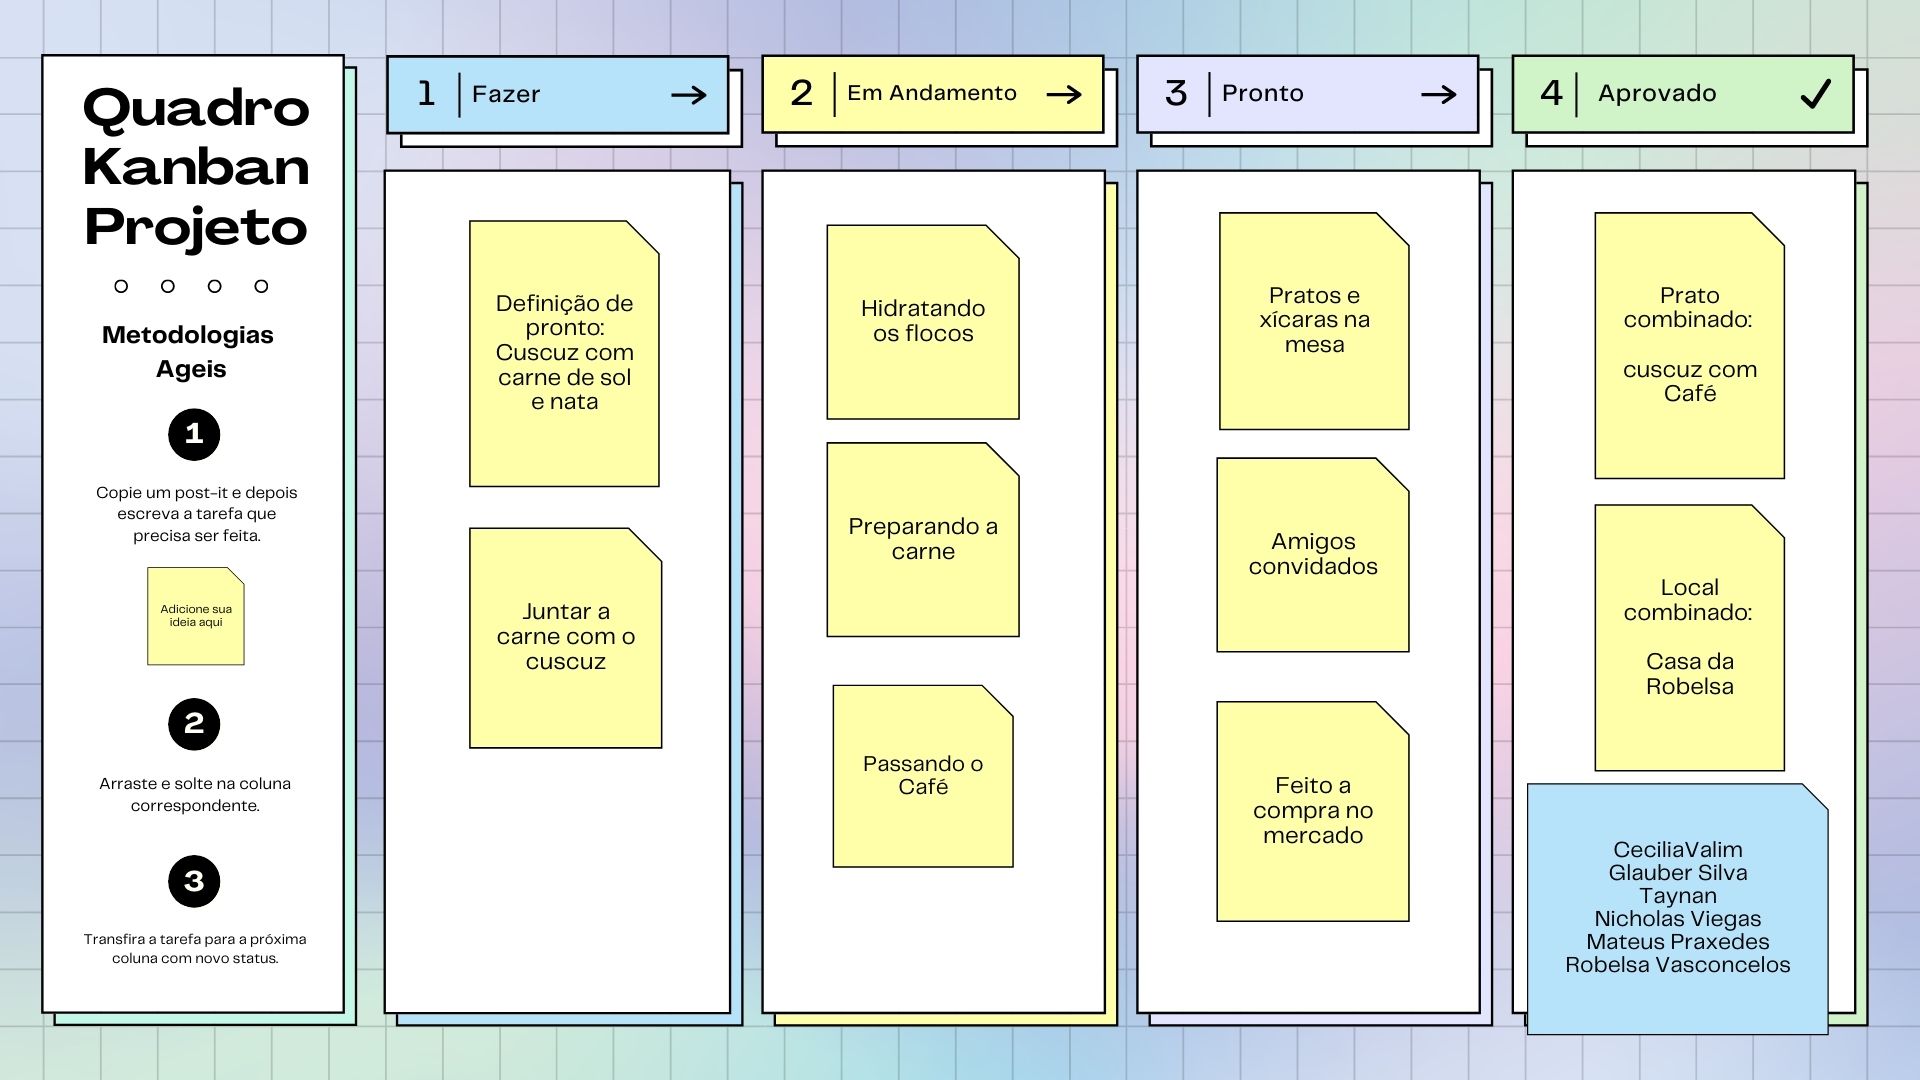 Quadro
Kanban
Projeto
Metodologias
Ageis
1
Copie um post-it e depois
escreva a tarefa que
precisa ser feita.
Adicione sua
ideia aqui
2
Arraste e solte na coluna
correspondente.
3
Transfira a tarefa para a próxima
coluna com novo status.
1 Fazer
Definição de
pronto:
Cuscuz com
carne de sol
e nata
Juntar a
carne com o
cuscuz
2 Em Andamento
Hidratando
os flocos
Preparando a
carne
Passando o
Café
3 Pronto
Pratos e
xícaras na
mesa
Amigos
convidados
Feito a
compra no
mercado
4 Aprovado
Prato
combinado:
cuscuz com
Café
Local
combinado:
Casa da
Robelsa
CeciliaValim
Glauber Silva
Taynan
Nicholas Viegas
Mateus Praxedes
Robelsa Vasconcelos